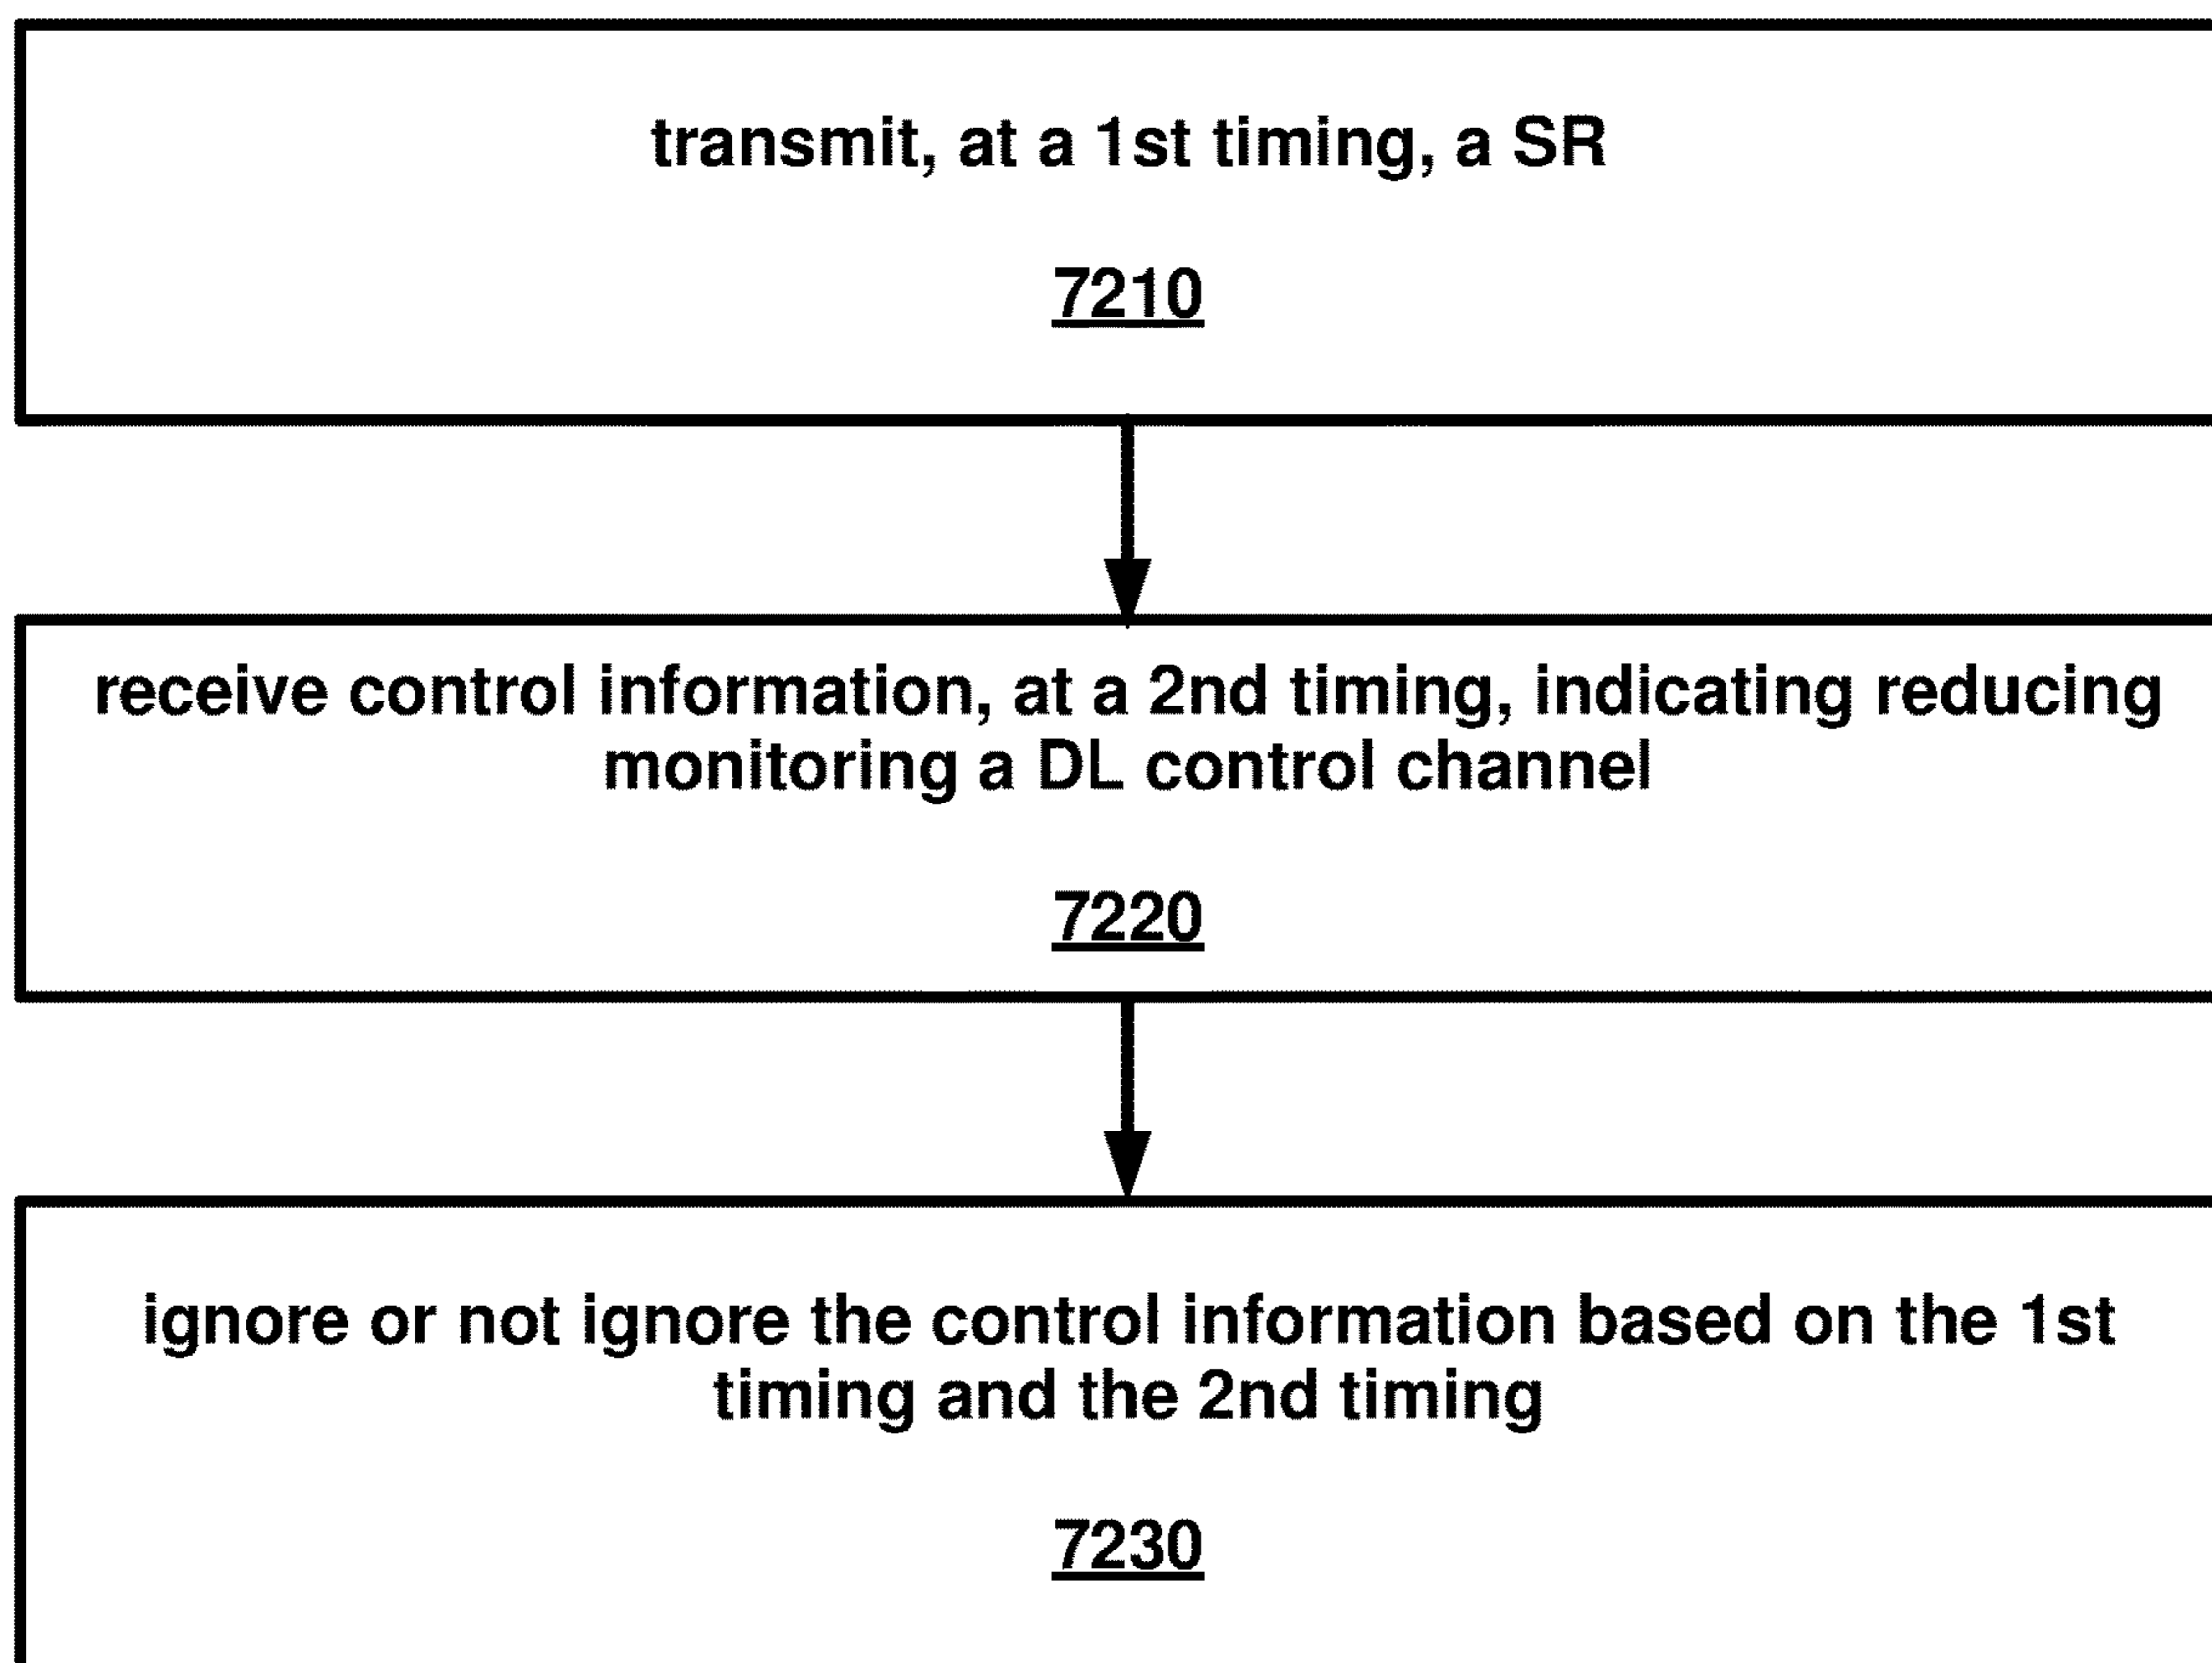 transmit, at a 1st timing, a SR
7210
receive control information, at a 2nd timing, indicating reducing
monitoring a DL control channel
7220
ignore or not ignore the control information based on the 1st
timing and the 2nd timing
7230